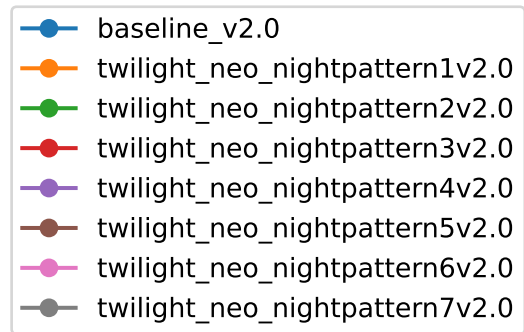 baseline_v2.0
twilight_neo_nightpattern1v2.0
twilight_neo_nightpattern2v2.0
twilight_neo_nightpattern3v2.0
twilight_neo_nightpattern4v2.0
twilight_neo_nightpattern5v2.0
twilight_neo_nightpattern6v2.0
twilight_neo_nightpattern7v2.0